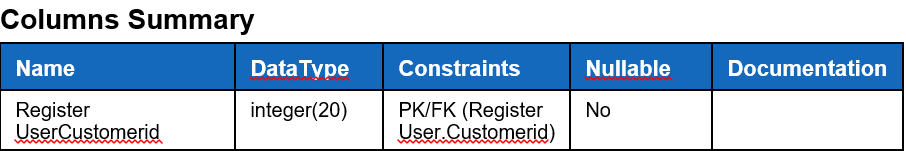 Columns Summary
Name DataType Constraints Nullable Documentation
Register integer(20) PK/FK (Register No
UserCustomerid User.Customerid)